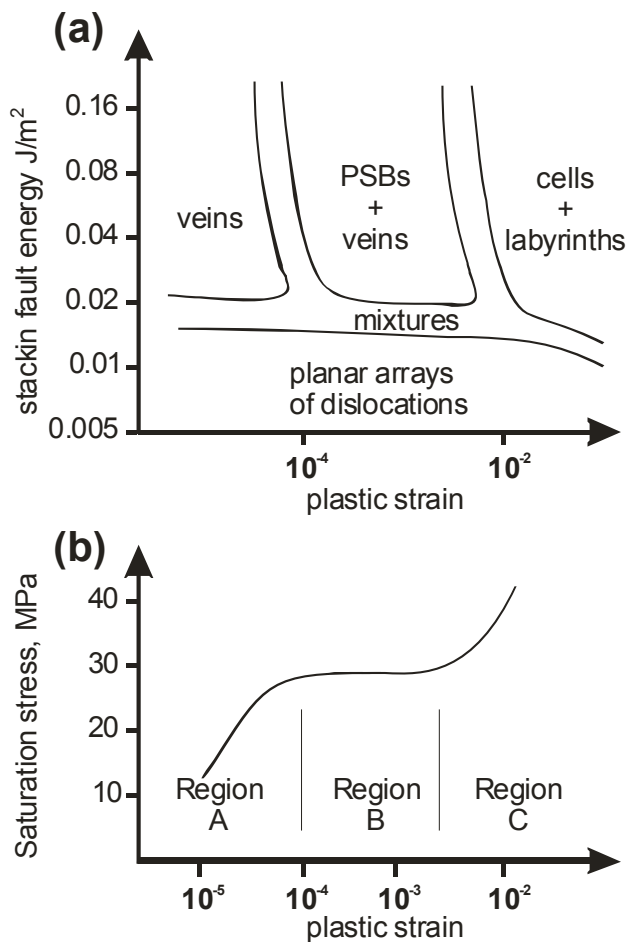 (a)
stackin fault energy J/m²
0.16
0.08
0.04
0.02
0.01
0.005
veins
PSBs
+
veins
cells
+
labyrinths
mixtures
planar arrays
of dislocations
10⁻⁴
10⁻²
plastic strain
(b)
Saturation stress, MPa
40
30
20
10
Region
A
Region
B
Region
C
10⁻⁵
10⁻⁴
10⁻³
10⁻²
plastic strain